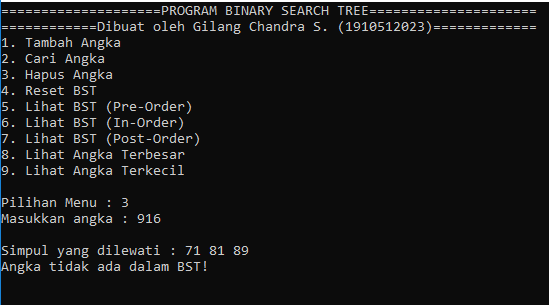 ====================PROGRAM BINARY SEARCH TREE=====================
============Dibuat oleh Gilang Chandra S. (1910512023)=============
1. Tambah Angka
2. Cari Angka
3. Hapus Angka
4. Reset BST
5. Lihat BST (Pre-Order)
6. Lihat BST (In-Order)
7. Lihat BST (Post-Order)
8. Lihat Angka Terbesar
9. Lihat Angka Terkecil
Pilihan Menu : 3
Masukkan angka : 916
Simpul yang dilewati : 71 81 89
Angka tidak ada dalam BST!